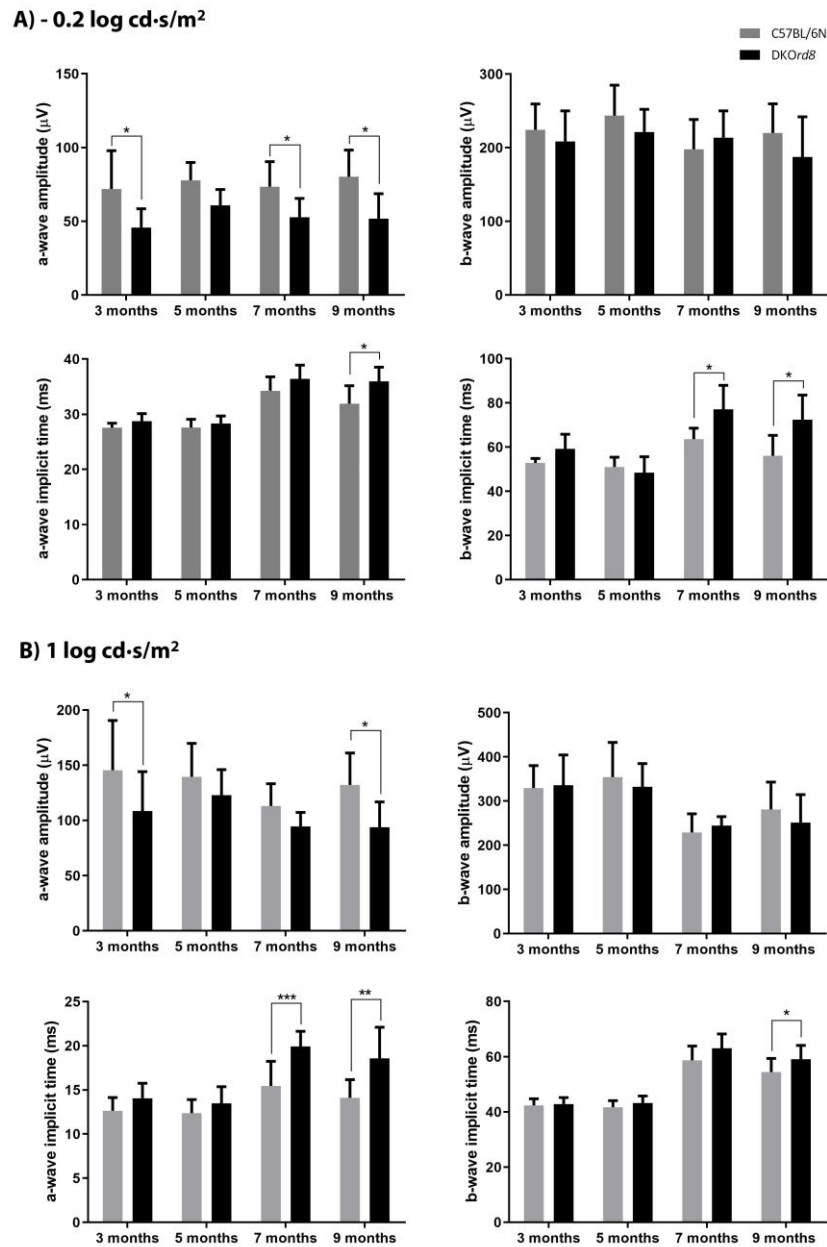 A) - 0.2 log cd·s/m²
C57BL/6N
DKOrd8
a-wave amplitude (µV)
150
100
50
0
*
*
*
3 months 5 months 7 months 9 months
b-wave amplitude (µV)
300
200
100
0
3 months 5 months 7 months 9 months
a-wave implicit time (ms)
40
30
20
10
0
*
3 months 5 months 7 months 9 months
b-wave implicit time (ms)
100
80
60
40
20
0
*
*
3 months 5 months 7 months 9 months
B) 1 log cd·s/m²
a-wave amplitude (µV)
200
150
100
50
0
*
*
3 months 5 months 7 months 9 months
b-wave amplitude (µV)
500
400
300
200
100
0
3 months 5 months 7 months 9 months
a-wave implicit time (ms)
25
20
15
10
5
0
***
**
3 months 5 months 7 months 9 months
b-wave implicit time (ms)
80
60
40
20
0
*
3 months 5 months 7 months 9 months